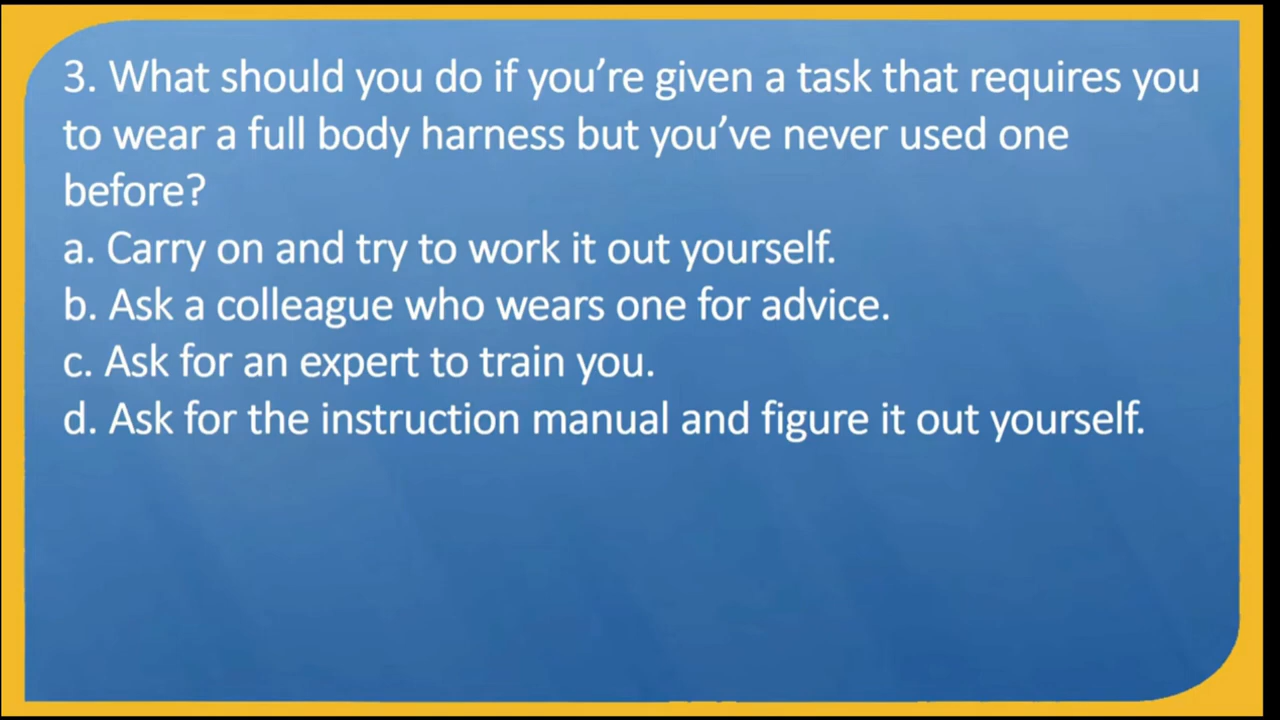 3. What should you do if you’re given a task that requires you
to wear a full body harness but you’ve never used one
before?
a. Carry on and try to work it out yourself.
b. Ask a colleague who wears one for advice.
c. Ask for an expert to train you.
d. Ask for the instruction manual and figure it out yourself.